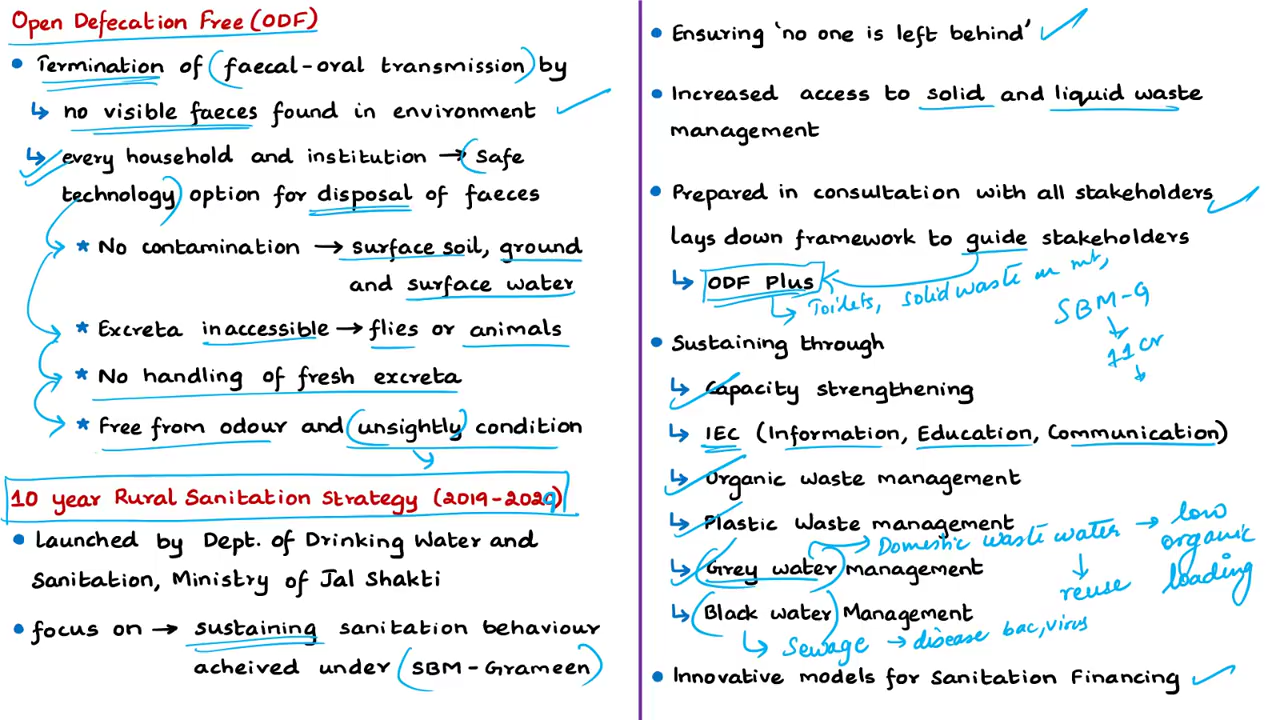 Open Defecation Free (ODF)
• Termination of (faecal-oral transmission) by
↳ no visible faeces found in environment
↳ every household and institution → (Safe
technology) option for disposal of faeces
* No contamination → surface soil, ground
and surface water
* Excreta inaccessible → flies or animals
* No handling of fresh excreta
* Free from odour and (unsightly) condition
10 year Rural Sanitation Strategy (2019-2029)
• Launched by Dept. of Drinking Water and
Sanitation, Ministry of Jal Shakti
• focus on → sustaining sanitation behaviour
acheived under (SBM-Grameen)
• Ensuring 'no one is left behind'
• Increased access to solid and liquid waste
management
• Prepared in consultation with all stakeholders
lays down framework to guide stakeholders
↳ ODF Plus
↳ Toilets, solid waste mt,
SBM-G
↓
11 cr
↓
• Sustaining through
↳ Capacity strengthening
↳ IEC (Information, Education, Communication)
↳ Organic waste management
↳ Plastic Waste management
→ Domestic waste water → low
organic
loading
↓
reuse
↳ (Grey water) management
↳ (Black water) Management
↳ Sewage → disease bac, virus
• Innovative models for Sanitation Financing